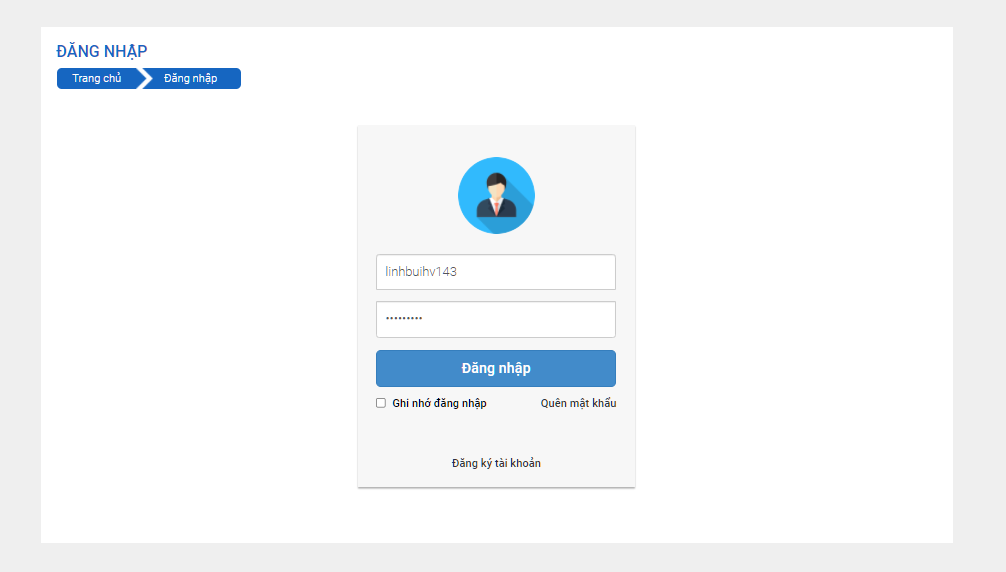 ĐĂNG NHẬP
Trang chủ
Đăng nhập
linhbuihv143
•••••••••
Đăng nhập
Ghi nhớ đăng nhập
Quên mật khẩu
Đăng ký tài khoản